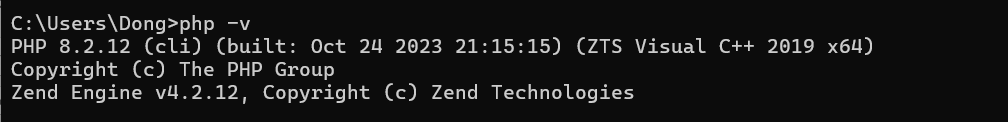 C:\Users\Dong>php -v
PHP 8.2.12 (cli) (built: Oct 24 2023 21:15:15) (ZTS Visual C++ 2019 x64)
Copyright (c) The PHP Group
Zend Engine v4.2.12, Copyright (c) Zend Technologies